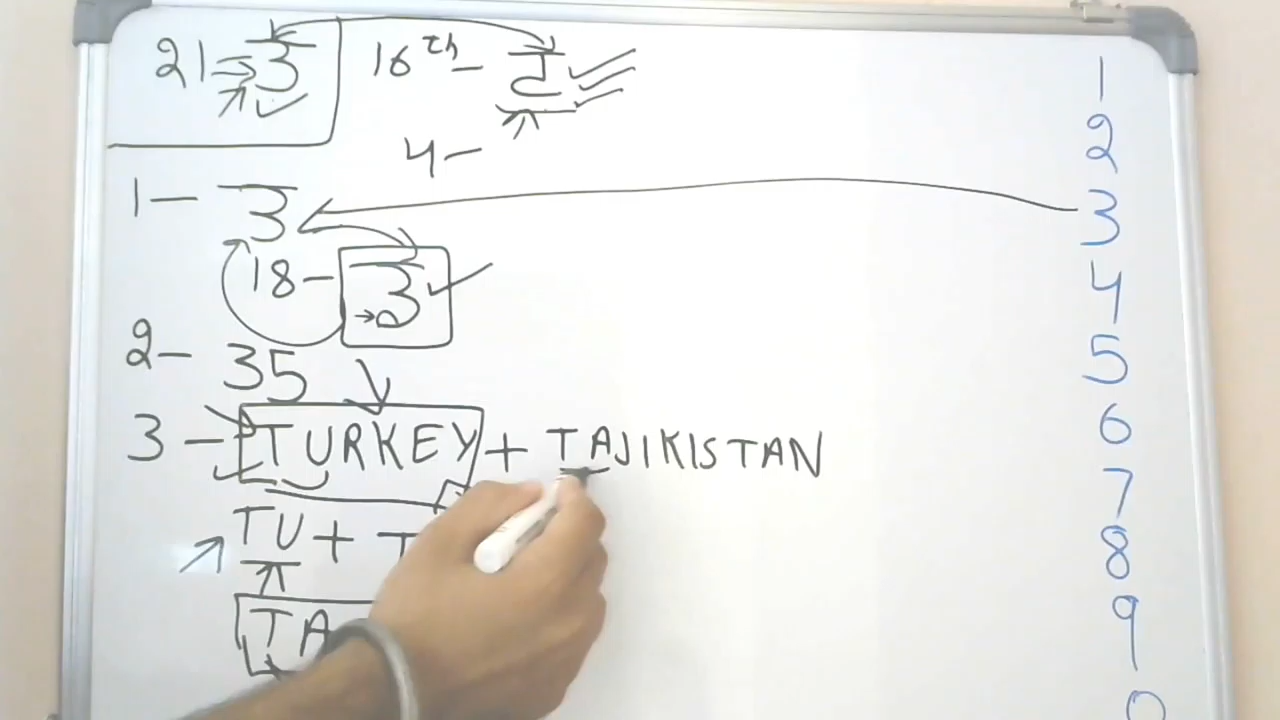 21 3 16th - J
4 -
1 - 3
18 - 3
2 - 35
3 - TURKEY + TAJIKISTAN
TU + T
TA
1
2
3
4
5
6
7
8
9
0